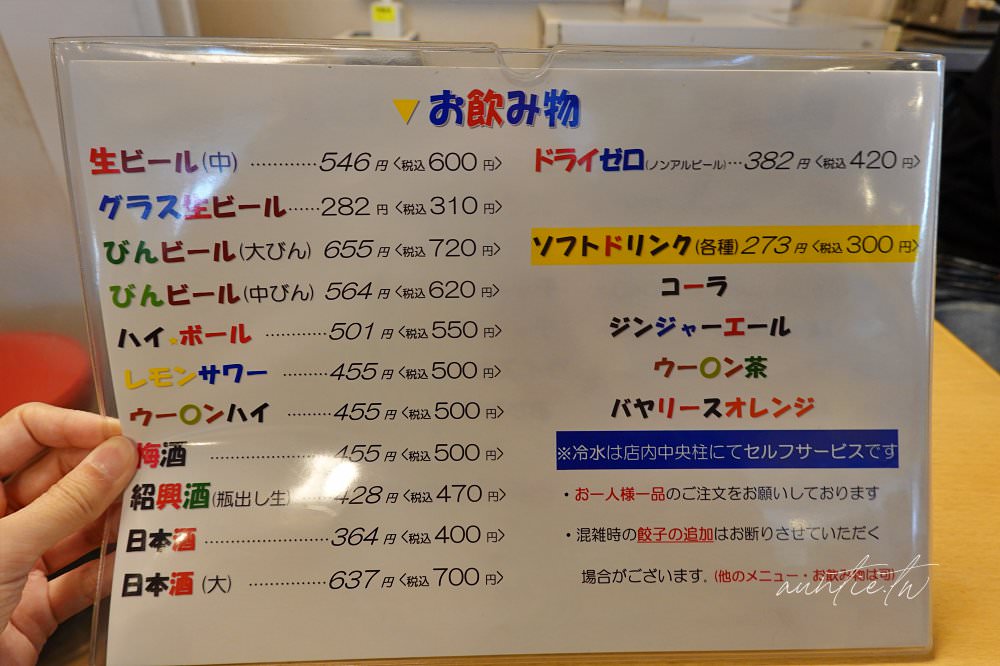 ▼お飲み物
生ビール(中) …………546円〈税込600円〉
グラス生ビール……282円〈税込310円〉
びんビール(大びん) 655円〈税込720円〉
びんビール(中びん) 564円〈税込620円〉
ハイ★ボール …………501円〈税込550円〉
レモンサワー …………455円〈税込500円〉
ウー〇ンハイ ………455円〈税込500円〉
梅酒 …………………455円〈税込500円〉
紹興酒(瓶出し生) ……428円〈税込470円〉
日本酒 ………………364円〈税込400円〉
日本酒(大) ……………637円〈税込700円〉
ドライゼロ(ノンアルビール)…382円〈税込420円〉
ソフトドリンク(各種)273円〈税込300円〉
コーラ
ジンジャーエール
ウー〇ン茶
バヤリースオレンジ
※冷水は店内中央柱にてセルフサービスです
・お一人様一品のご注文をお願いしております
・混雑時の餃子の追加はお断りさせていただく
場合がございます。(他のメニュー・お飲み物は可)
auntie.tw